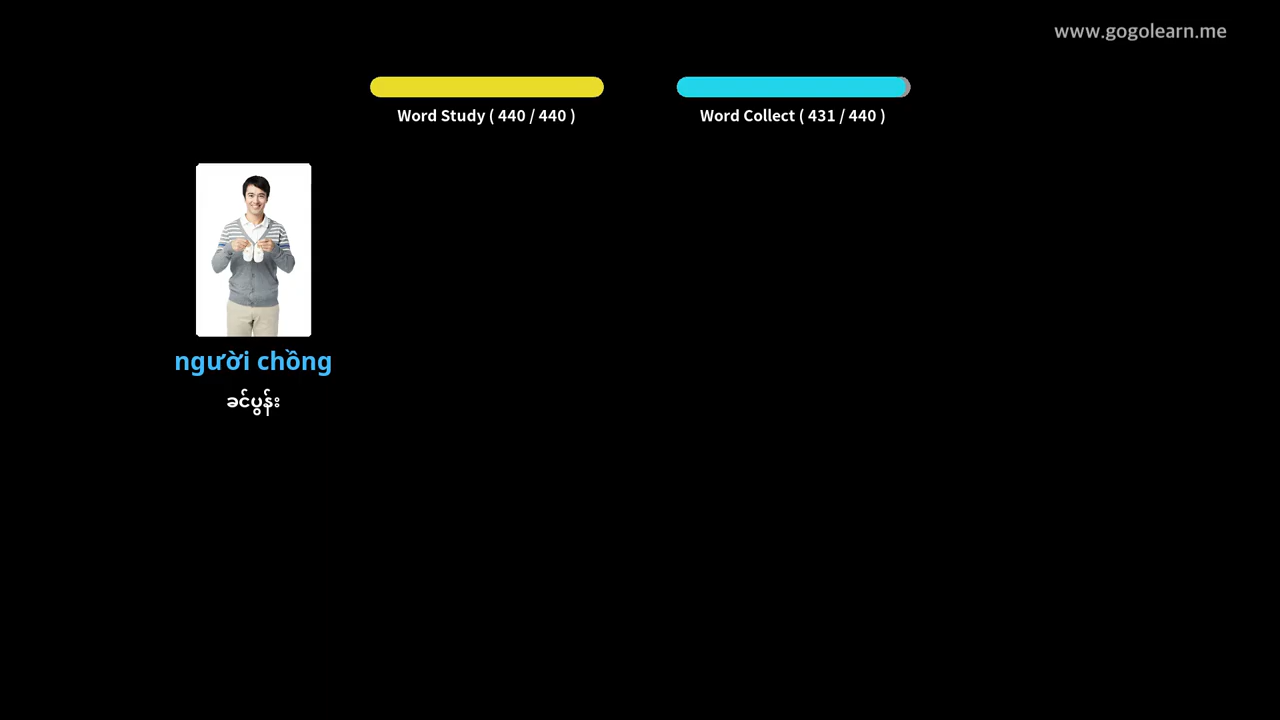 www.gogolearn.me
Word Study ( 440 / 440 )
Word Collect ( 431 / 440 )
người chồng
ခင်ပွန်း